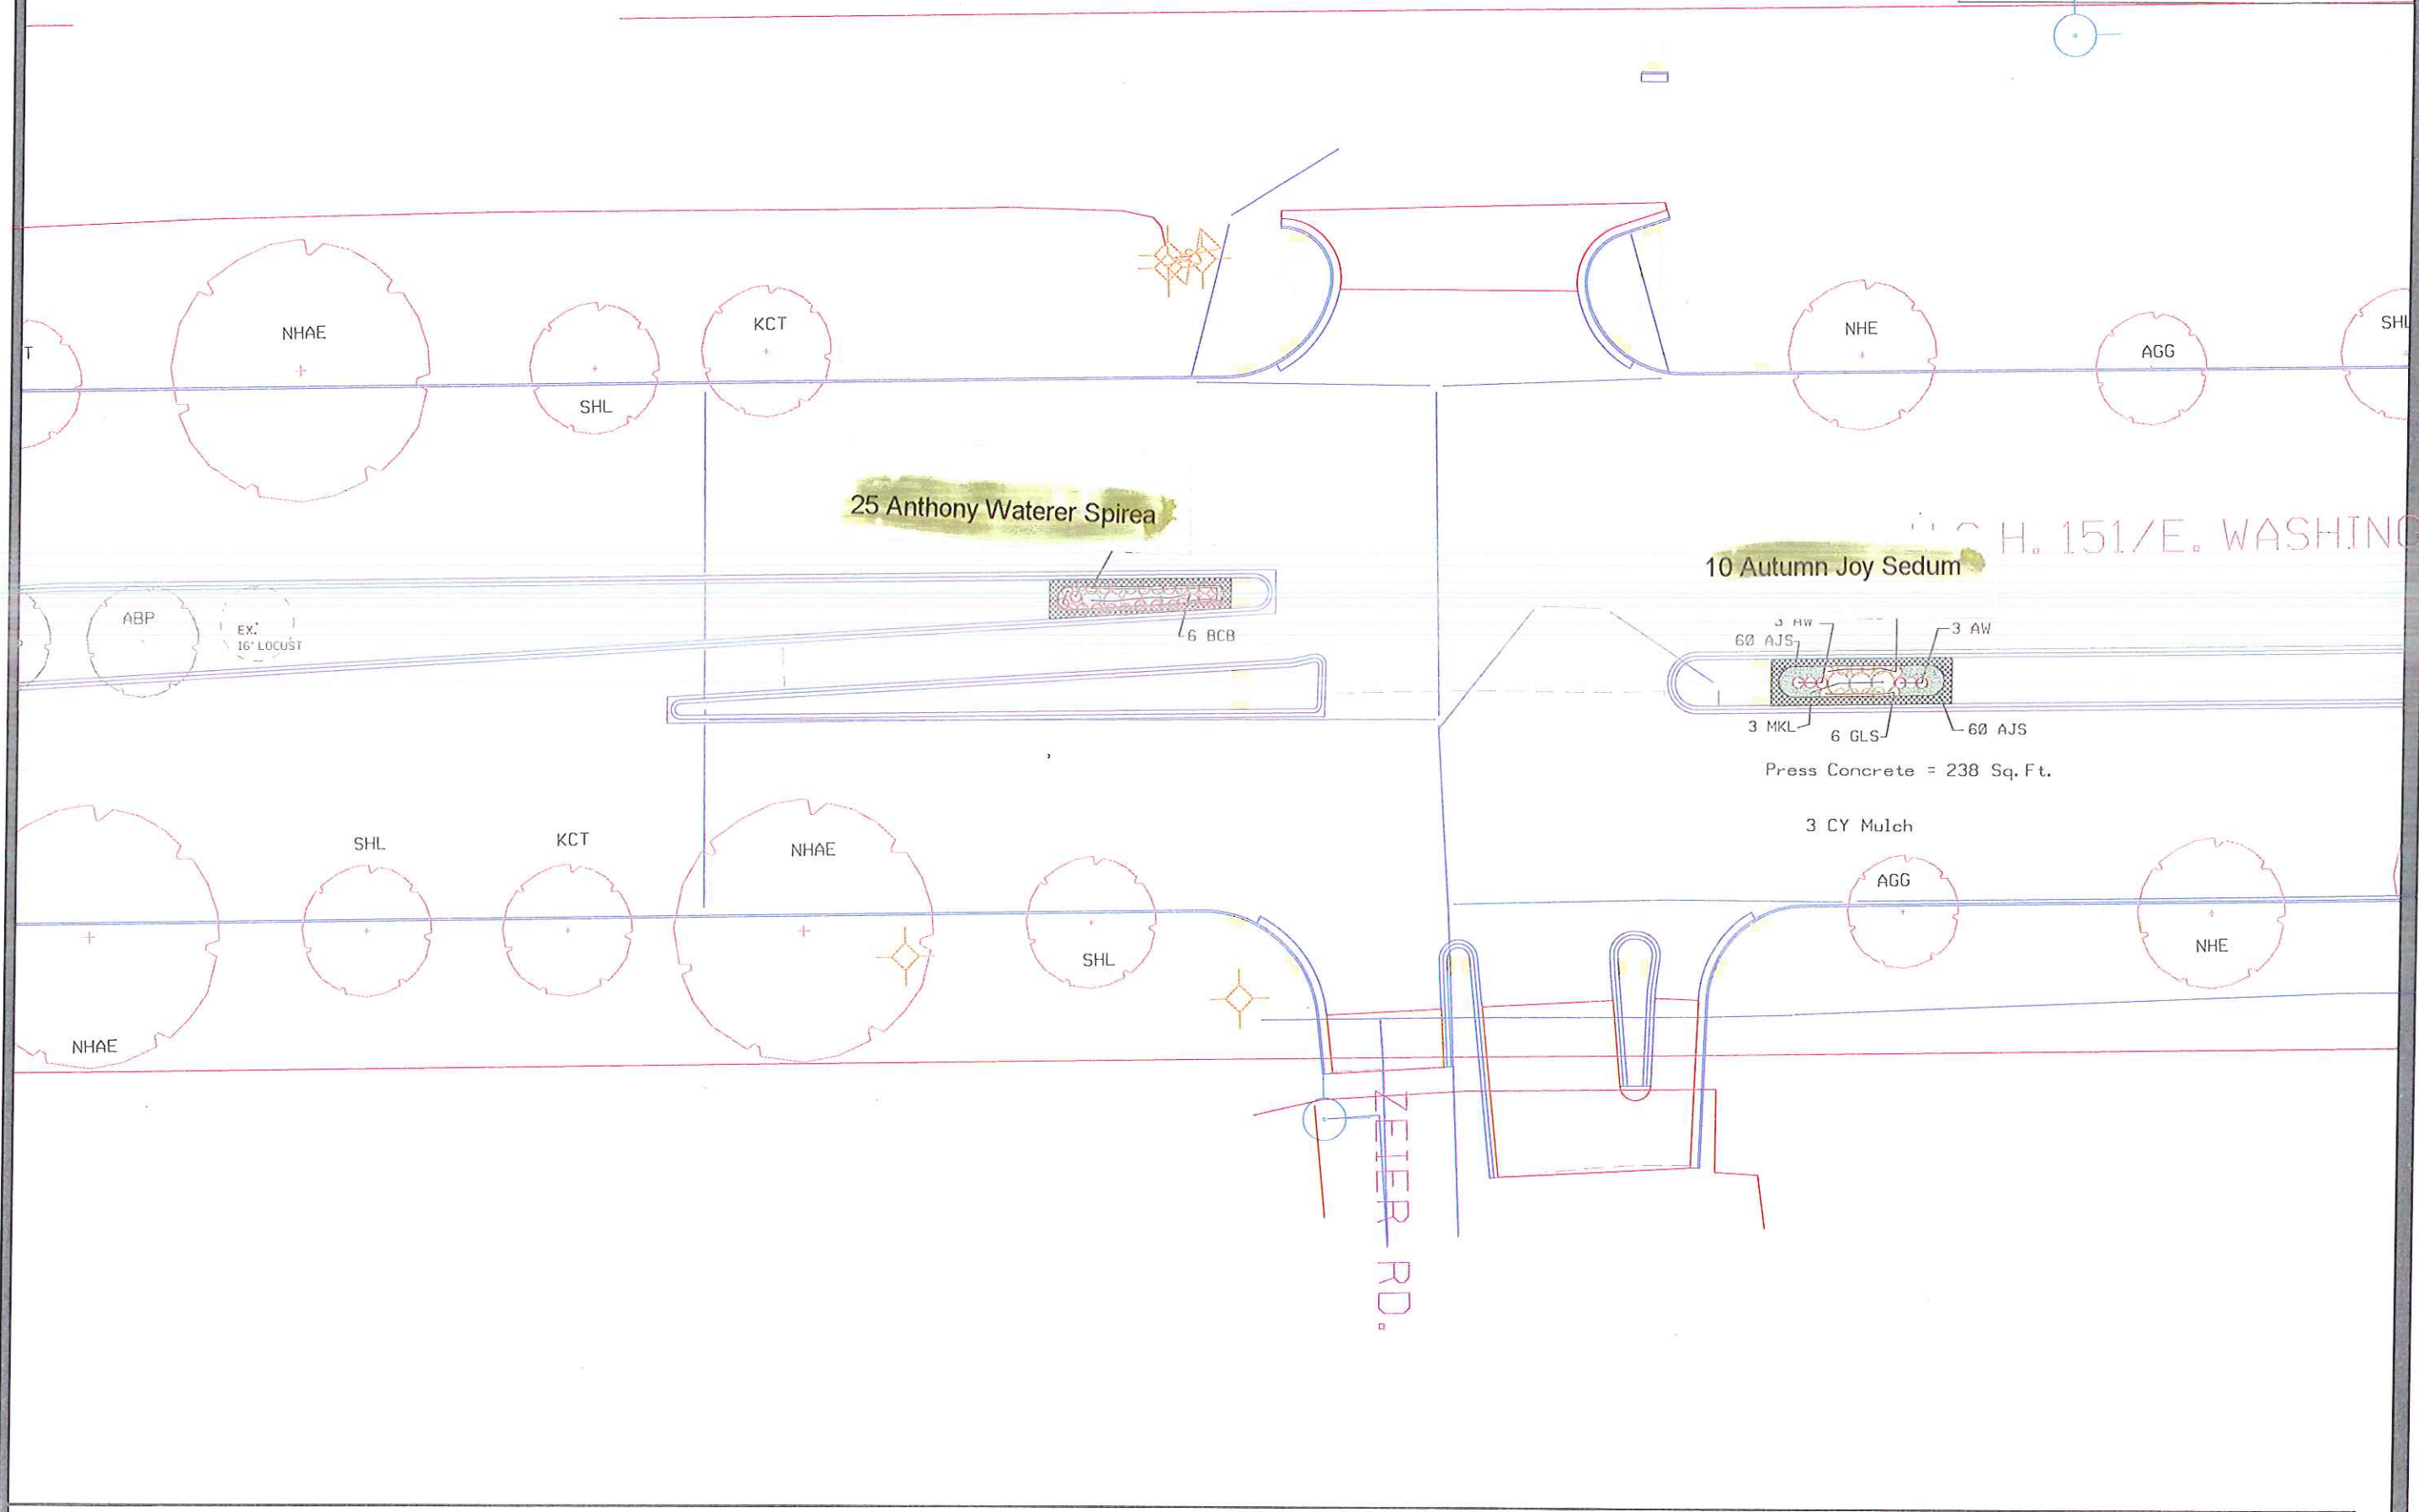 NHAE
SHL
KCT
NHE
AGG
SHL
T
25 Anthony Waterer Spirea
H. 151/E. WASHING
10 Autumn Joy Sedum
ABP
EX.
16' LOCUST
6 BCB
3 AW
60 AJS
3 AW
3 MKL
6 GLS
60 AJS
Press Concrete = 238 Sq. Ft.
3 CY Mulch
SHL
KCT
NHAE
SHL
AGG
NHE
NHAE
ZEIER RD.